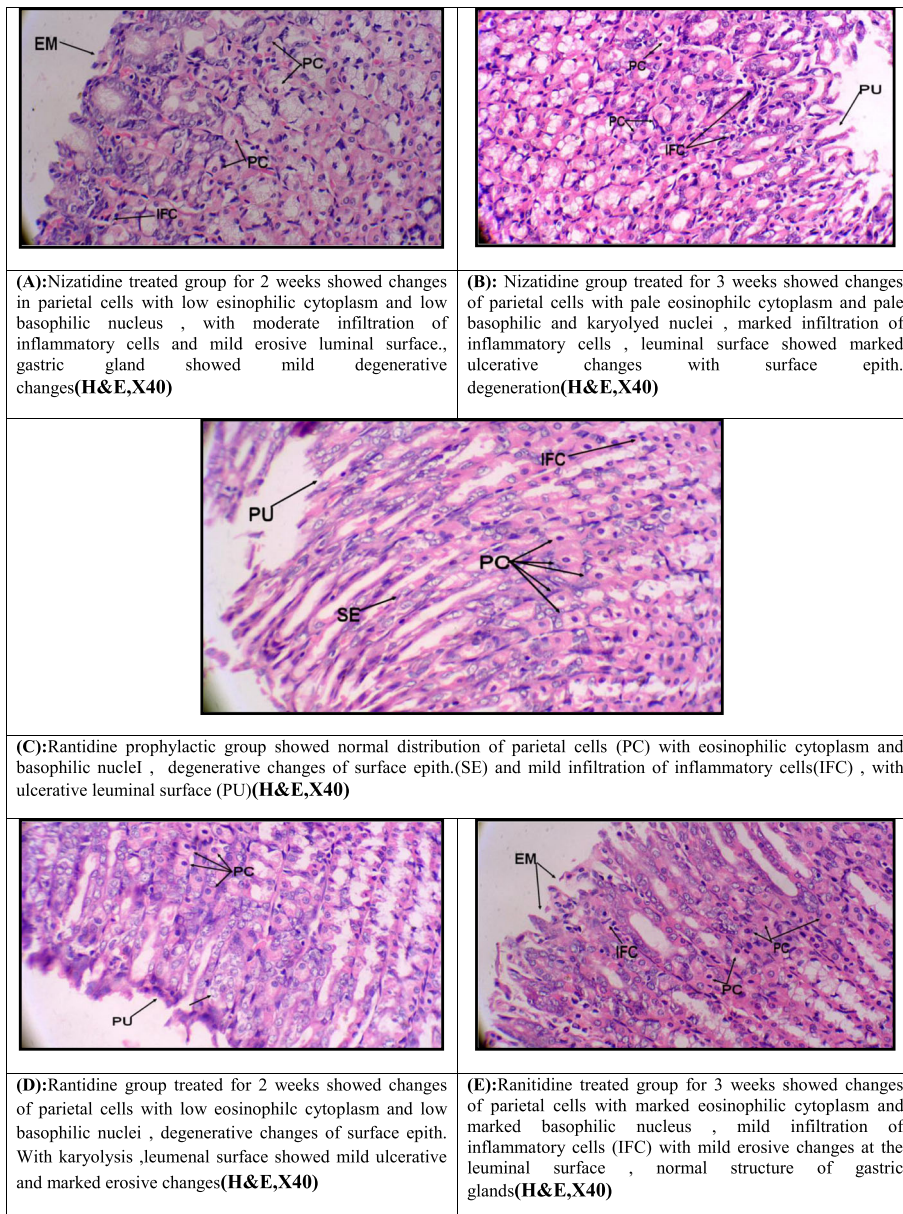 EM
PC
PC
IFC
PC
PU
PC
IFC
(A):Nizatidine treated group for 2 weeks showed changes
in parietal cells with low esinophilic cytoplasm and low
basophilic nucleus , with moderate infiltration of
inflammatory cells and mild erosive luminal surface.,
gastric gland showed mild degenerative
changes(H&E,X40)
(B): Nizatidine group treated for 3 weeks showed changes
of parietal cells with pale eosinophilc cytoplasm and pale
basophilic and karyolyed nuclei , marked infiltration of
inflammatory cells , leuminal surface showed marked
ulcerative changes with surface epith.
degeneration(H&E,X40)
IFC
PU
PC
SE
(C):Rantidine prophylactic group showed normal distribution of parietal cells (PC) with eosinophilic cytoplasm and
basophilic nucleI , degenerative changes of surface epith.(SE) and mild infiltration of inflammatory cells(IFC) , with
ulcerative leuminal surface (PU)(H&E,X40)
PC
PU
EM
IFC
PC
PC
(D):Rantidine group treated for 2 weeks showed changes
of parietal cells with low eosinophilc cytoplasm and low
basophilic nuclei , degenerative changes of surface epith.
With karyolysis ,leumenal surface showed mild ulcerative
and marked erosive changes(H&E,X40)
(E):Ranitidine treated group for 3 weeks showed changes
of parietal cells with marked eosinophilic cytoplasm and
marked basophilic nucleus , mild infiltration of
inflammatory cells (IFC) with mild erosive changes at the
leuminal surface , normal structure of gastric
glands(H&E,X40)